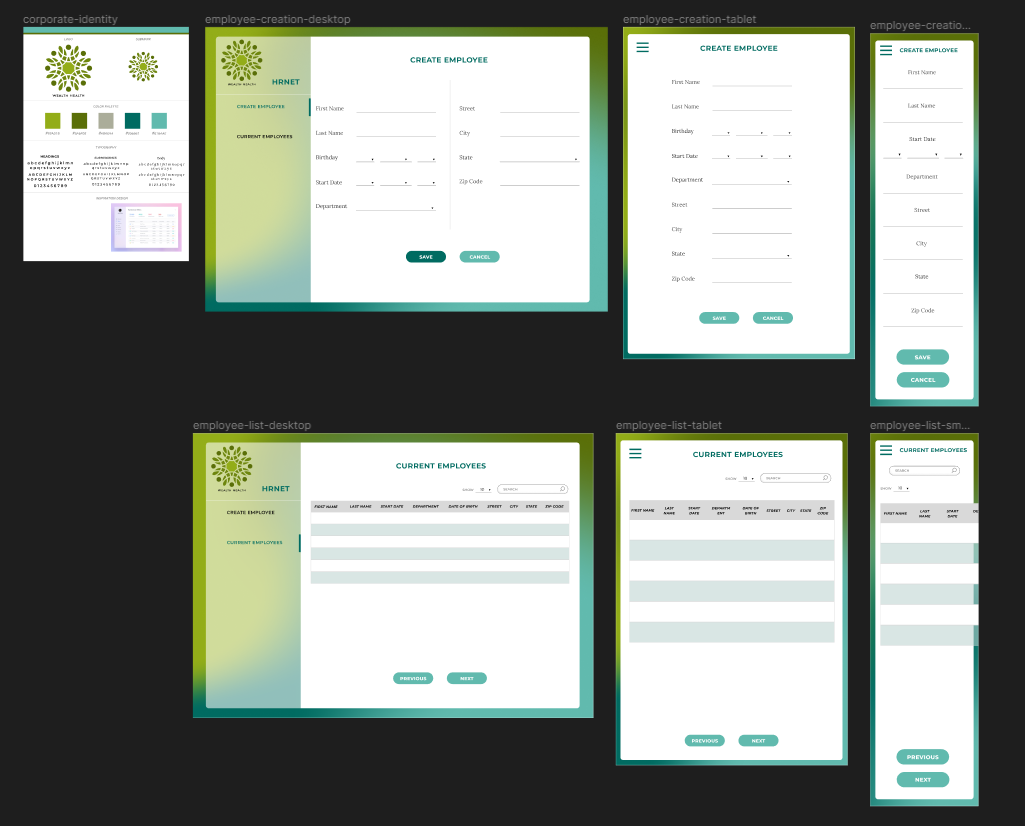 corporate-identity
LOGO
SUBMARK
WEALTH HEALTH
COLOR PALETTE
TYPOGRAPHY
HEADINGS
SUBHEADINGS
Body
abcdefghijklmn
opqrstuvwxyz
ABCDEFGHIJKLM
NOPQRSTUVWXYZ
0123456789
INSPIRATION DESIGN
employee-creation-desktop
WEALTH HEALTH
HRNET
CREATE EMPLOYEE
CURRENT EMPLOYEES
CREATE EMPLOYEE
First Name
Last Name
Birthday
Start Date
Department
Street
City
State
Zip Code
SAVE
CANCEL
employee-creation-tablet
CREATE EMPLOYEE
First Name
Last Name
Birthday
Start Date
Department
Street
City
State
Zip Code
SAVE
CANCEL
employee-creatio...
CREATE EMPLOYEE
First Name
Last Name
Start Date
Department
Street
City
State
Zip Code
SAVE
CANCEL
employee-list-desktop
WEALTH HEALTH
HRNET
CREATE EMPLOYEE
CURRENT EMPLOYEES
CURRENT EMPLOYEES
SHOW 10
SEARCH
FIRST NAME LAST NAME START DATE DEPARTMENT DATE OF BIRTH STREET CITY STATE ZIP CODE
PREVIOUS
NEXT
employee-list-tablet
CURRENT EMPLOYEES
SHOW 10
SEARCH
FIRST NAME LAST NAME START DATE DEPARTM ENT DATE OF BIRTH STREET CITY STATE ZIP CODE
PREVIOUS
NEXT
employee-list-sm...
CURRENT EMPLOYEES
SEARCH
SHOW 10
FIRST NAME LAST NAME START DATE DE
PREVIOUS
NEXT